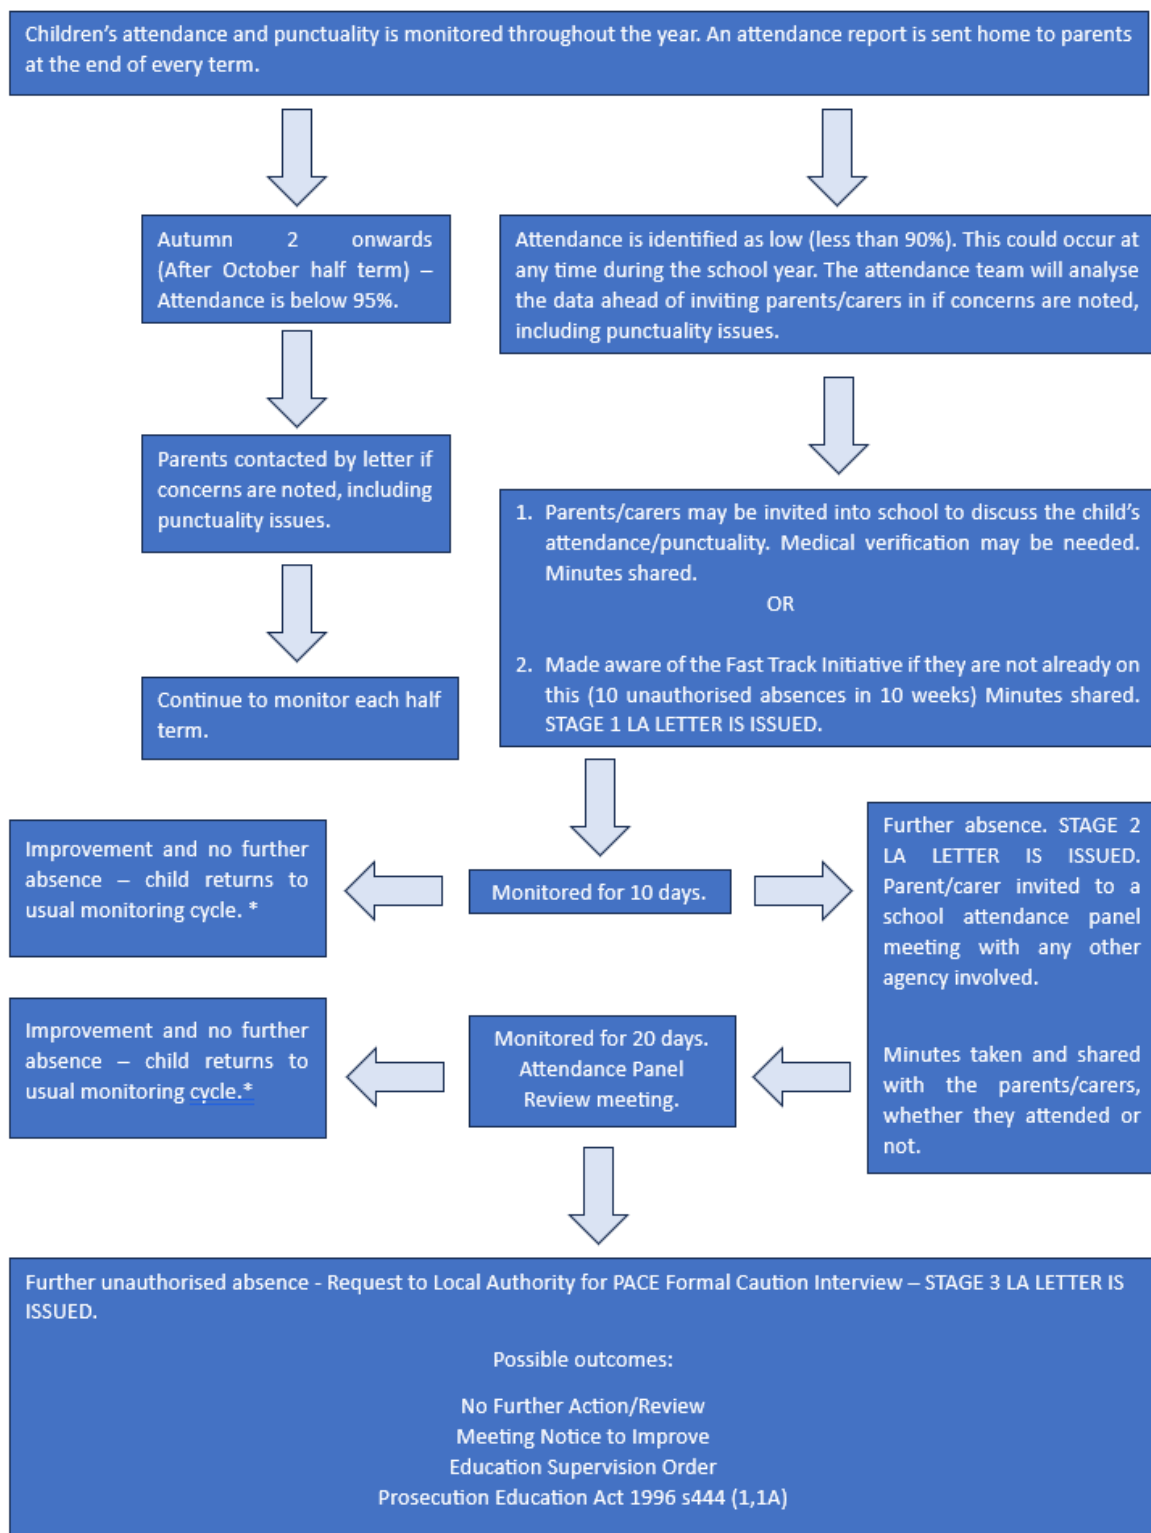 Children's attendance and punctuality is monitored throughout the year. An attendance report is sent home to parents
at the end of every term.
Autumn 2 onwards
(After October half term) –
Attendance is below 95%.
Attendance is identified as low (less than 90%). This could occur at
any time during the school year. The attendance team will analyse
the data ahead of inviting parents/carers in if concerns are noted,
including punctuality issues.
Parents contacted by letter if
concerns are noted, including
punctuality issues.
1. Parents/carers may be invited into school to discuss the child's
attendance/punctuality. Medical verification may be needed.
Minutes shared.
OR
2. Made aware of the Fast Track Initiative if they are not already on
this (10 unauthorised absences in 10 weeks) Minutes shared.
STAGE 1 LA LETTER IS ISSUED.
Continue to monitor each half
term.
Improvement and no further
absence – child returns to
usual monitoring cycle. *
Monitored for 10 days.
Further absence. STAGE 2
LA LETTER IS ISSUED.
Parent/carer invited to a
school attendance panel
meeting with any other
agency involved.
Minutes taken and shared
with the parents/carers,
whether they attended or
not.
Improvement and no further
absence – child returns to
usual monitoring cycle.*
Monitored for 20 days.
Attendance Panel
Review meeting.
Further unauthorised absence - Request to Local Authority for PACE Formal Caution Interview – STAGE 3 LA LETTER IS
ISSUED.
Possible outcomes:
No Further Action/Review
Meeting Notice to Improve
Education Supervision Order
Prosecution Education Act 1996 s444 (1,1A)